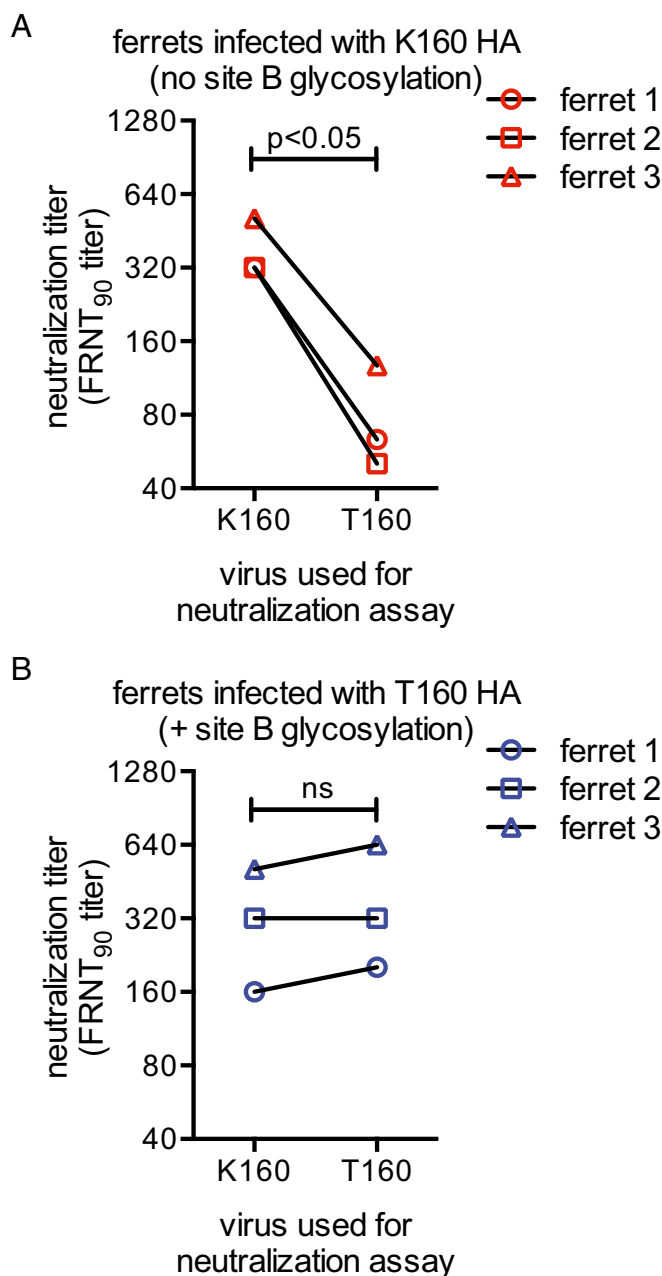 A
ferrets infected with K160 HA
(no site B glycosylation)
ferret 1
ferret 2
ferret 3
p<0.05
neutralization titer
(FRNT90 titer)
1280
640
320
160
80
40
K160
T160
virus used for
neutralization assay
B
ferrets infected with T160 HA
(+ site B glycosylation)
ferret 1
ferret 2
ferret 3
ns
neutralization titer
(FRNT90 titer)
1280
640
320
160
80
40
K160
T160
virus used for
neutralization assay